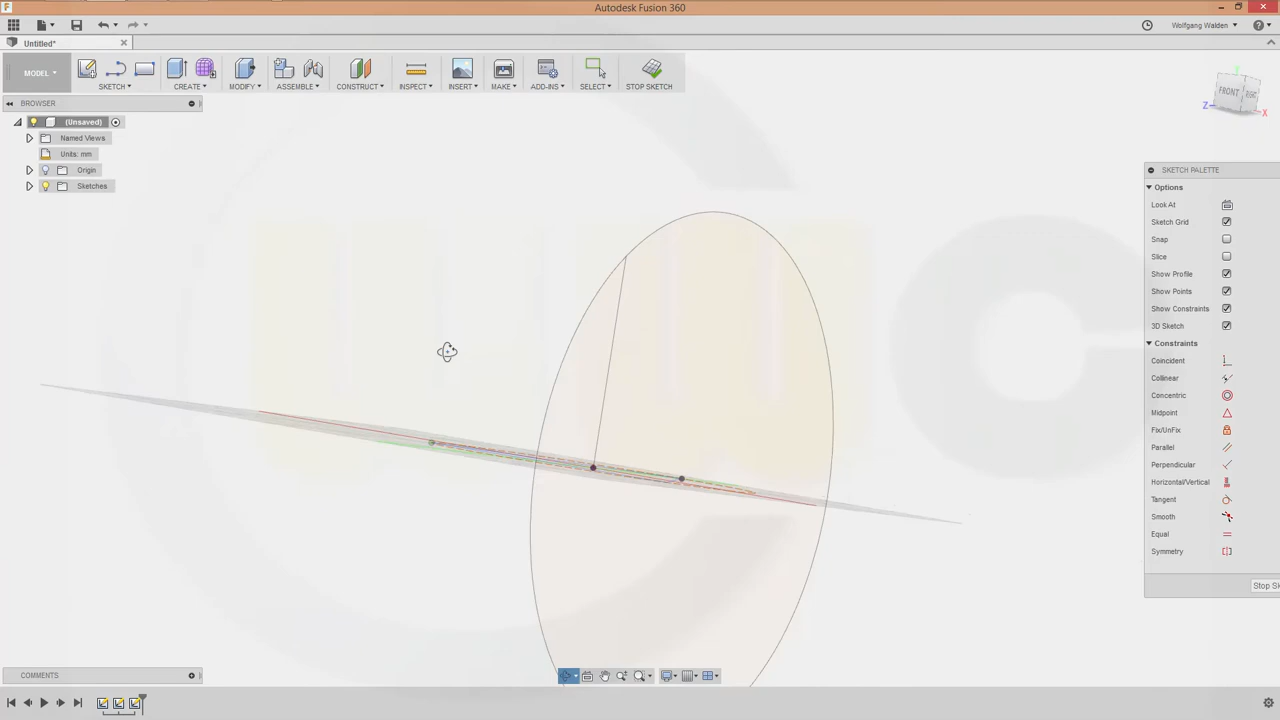 Autodesk Fusion 360
Wolfgang Walden
Untitled*
MODEL
SKETCH
CREATE
MODIFY
ASSEMBLE
CONSTRUCT
INSPECT
INSERT
MAKE
ADD-INS
SELECT
STOP SKETCH
FRONT
RIG
Z
X
BROWSER
(Unsaved)
Named Views
Units: mm
Origin
Sketches
SKETCH PALETTE
Options
Look At
Sketch Grid
Snap
Slice
Show Profile
Show Points
Show Constraints
3D Sketch
Constraints
Coincident
Collinear
Concentric
Midpoint
Fix/UnFix
Parallel
Perpendicular
Horizontal/Vertical
Tangent
Smooth
Equal
Symmetry
Stop Sk
COMMENTS